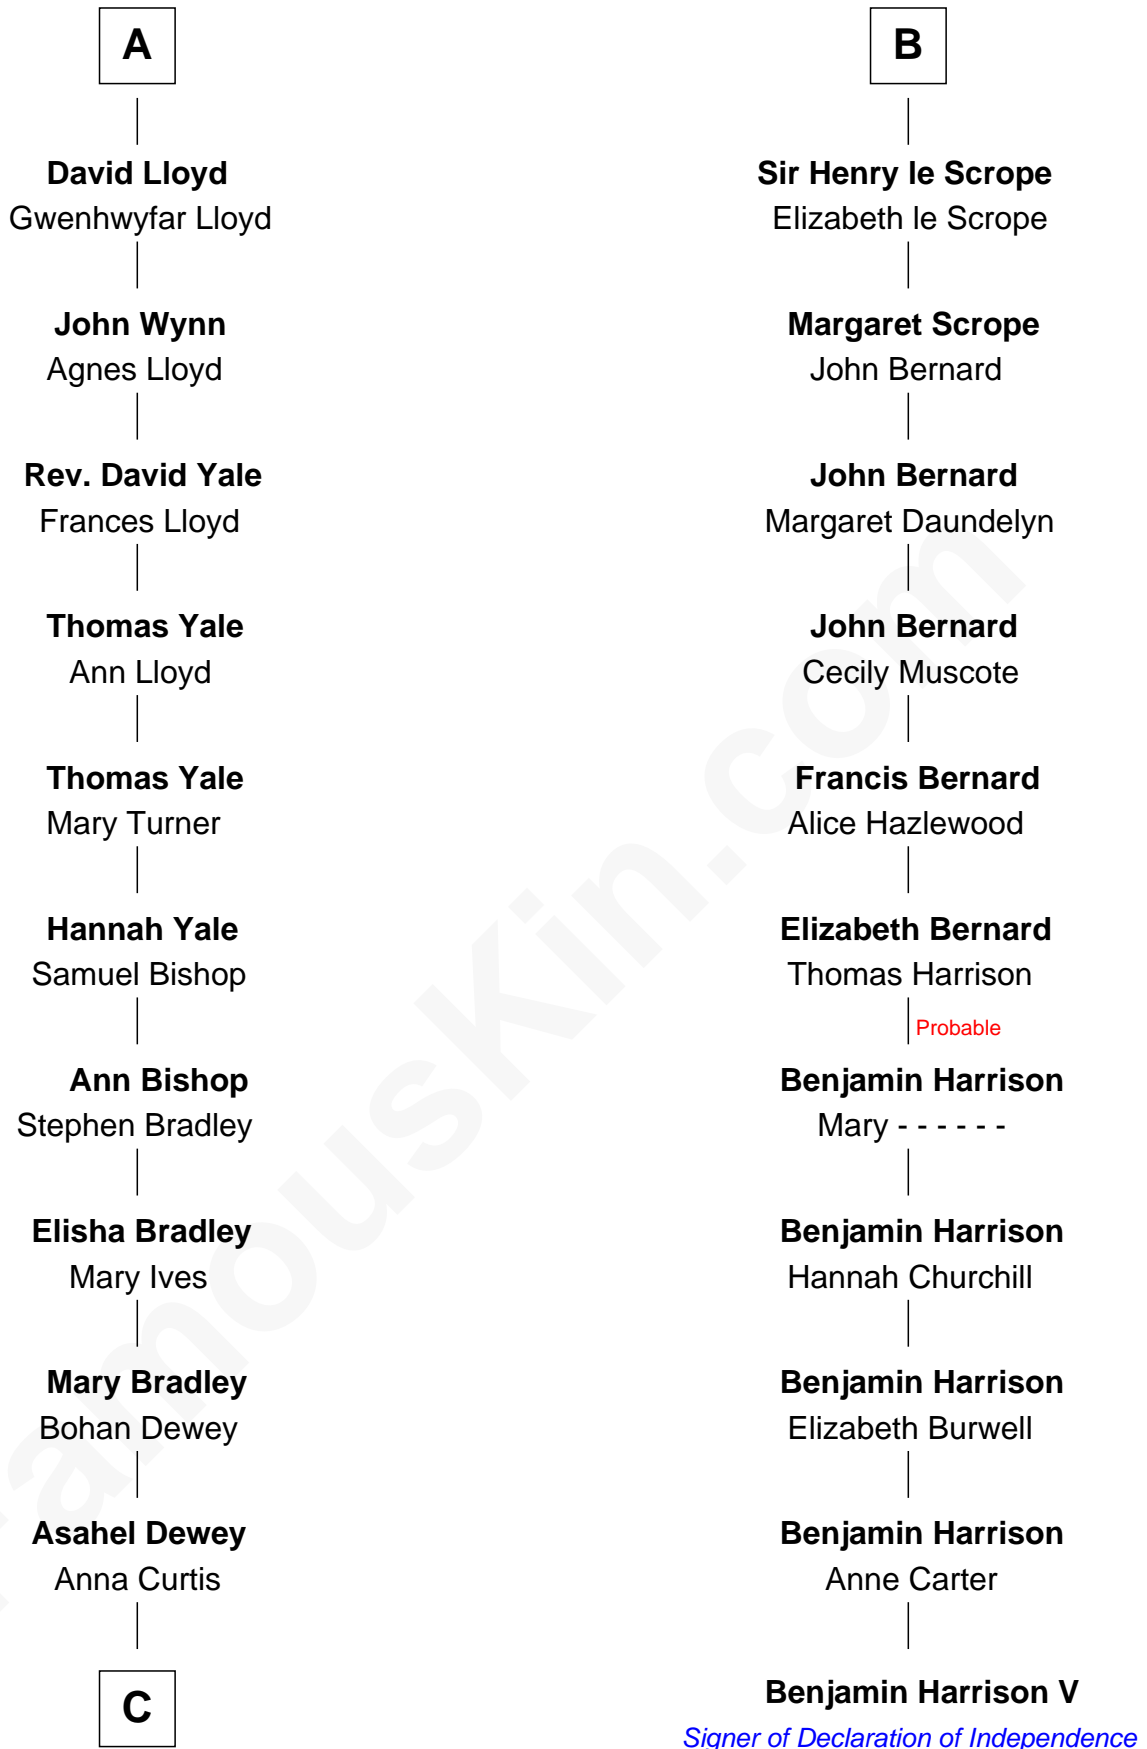 A
David Lloyd
Gwenhwyfar Lloyd
John Wynn
Agnes Lloyd
Rev. David Yale
Frances Lloyd
Thomas Yale
Ann Lloyd
Thomas Yale
Mary Turner
Hannah Yale
Samuel Bishop
Ann Bishop
Stephen Bradley
Elisha Bradley
Mary Ives
Mary Bradley
Bohan Dewey
Asahel Dewey
Anna Curtis
C
B
Sir Henry le Scrope
Elizabeth le Scrope
Margaret Scrope
John Bernard
John Bernard
Margaret Daundelyn
John Bernard
Cecily Muscote
Francis Bernard
Alice Hazlewood
Elizabeth Bernard
Thomas Harrison
Probable
Benjamin Harrison
Mary - - - - - -
Benjamin Harrison
Hannah Churchill
Benjamin Harrison
Elizabeth Burwell
Benjamin Harrison
Anne Carter
Benjamin Harrison V
Signer of Declaration of Independence
FamousKin.com